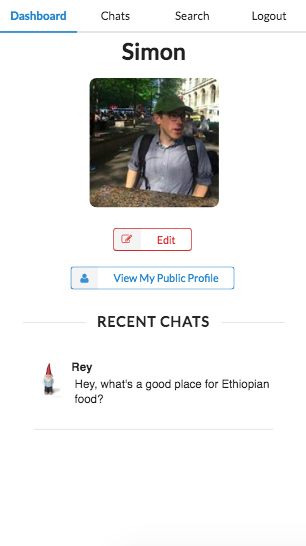 Dashboard Chats Search Logout
Simon
Edit
View My Public Profile
RECENT CHATS
Rey
Hey, what's a good place for Ethiopian
food?